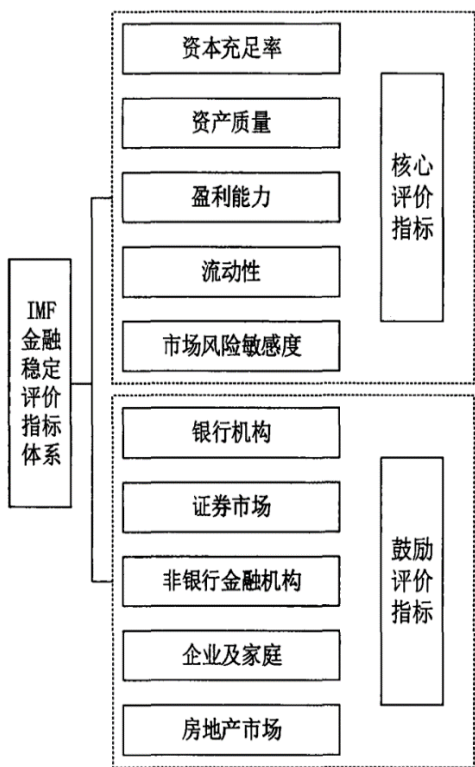 IMF
金融
稳定
评价
指标
体系
资本充足率
资产质量
盈利能力
流动性
市场风险敏感度
核心
评价
指标
银行机构
证券市场
非银行金融机构
企业及家庭
房地产市场
鼓励
评价
指标